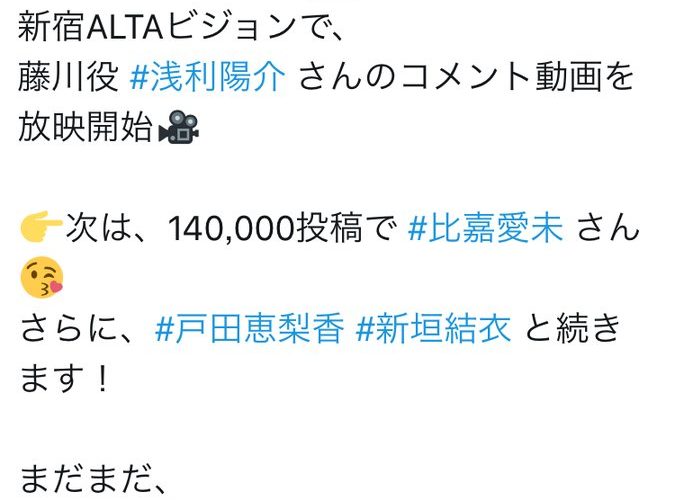 新宿ALTAビジョンで、
藤川役 #浅利陽介 さんのコメント動画を
放映開始🎥
👉次は、140,000投稿で #比嘉愛未 さん
😘
さらに、#戸田恵梨香 #新垣結衣 と続き
ます！
まだまだ、